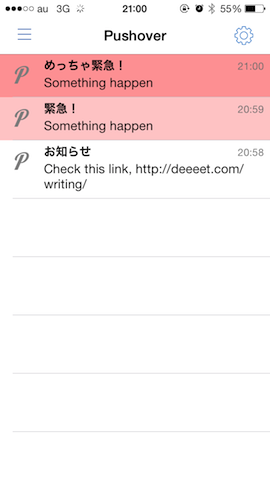 au 3G 21:00 55%
Pushover
めっちゃ緊急！ 21:00
Something happen
緊急！ 20:59
Something happen
お知らせ 20:58
Check this link, http://deeeet.com/
writing/